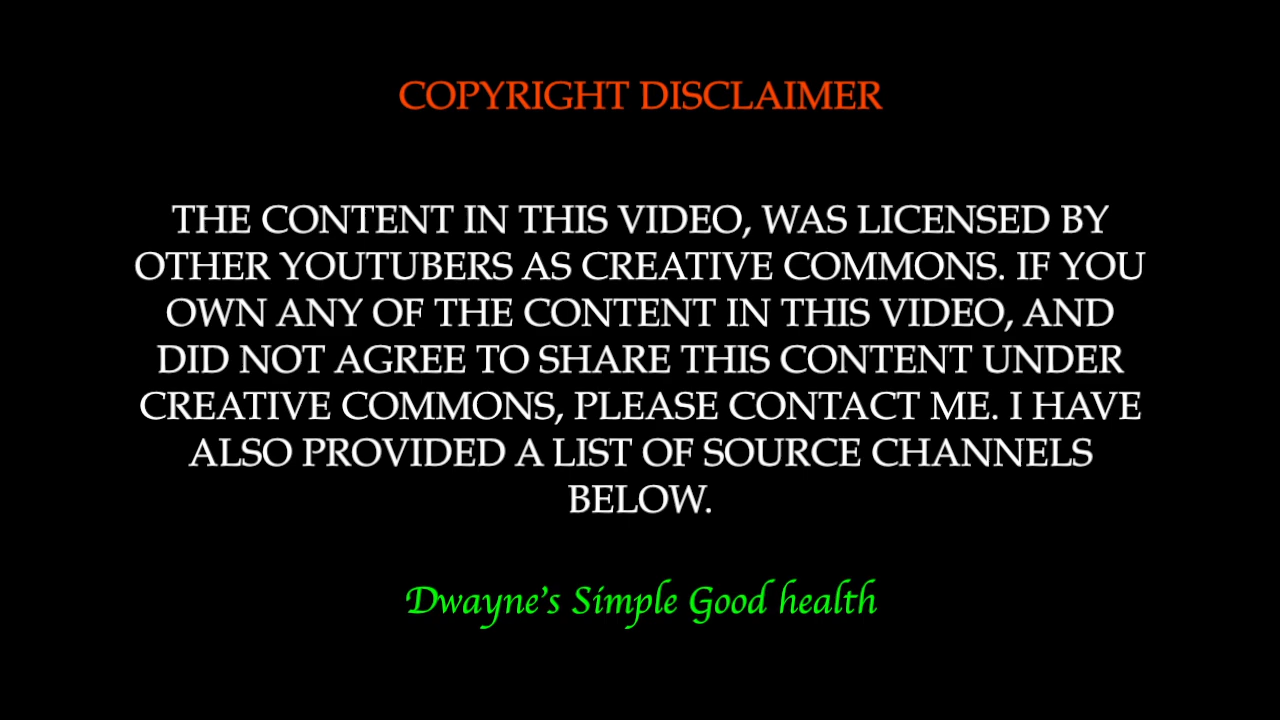 COPYRIGHT DISCLAIMER
THE CONTENT IN THIS VIDEO, WAS LICENSED BY
OTHER YOUTUBERS AS CREATIVE COMMONS. IF YOU
OWN ANY OF THE CONTENT IN THIS VIDEO, AND
DID NOT AGREE TO SHARE THIS CONTENT UNDER
CREATIVE COMMONS, PLEASE CONTACT ME. I HAVE
ALSO PROVIDED A LIST OF SOURCE CHANNELS
BELOW.
Dwayne's Simple Good health